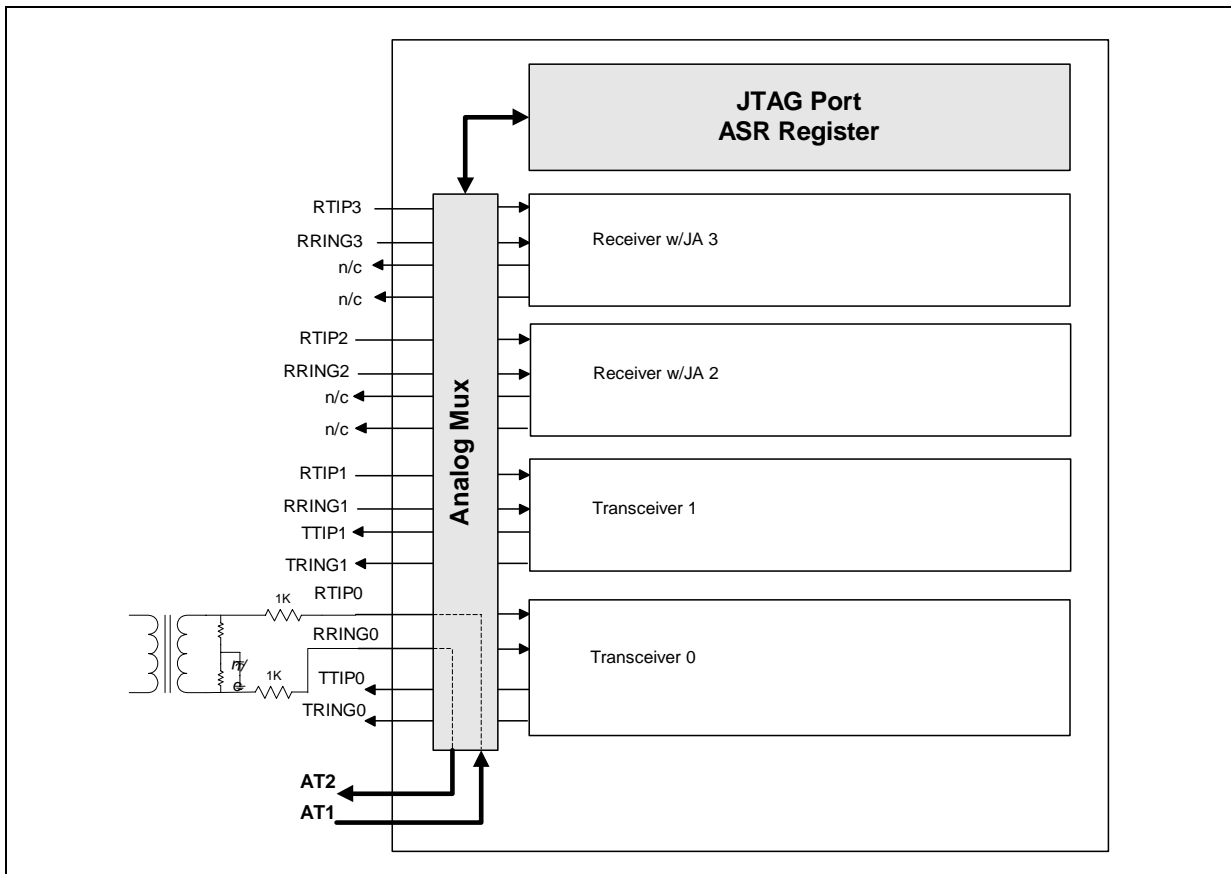 JTAG Port
ASR Register
RTIP3
RRING3
n/c
n/c
Receiver w/JA 3
RTIP2
RRING2
n/c
n/c
Receiver w/JA 2
Analog Mux
RTIP1
RRING1
TTIP1
TRING1
Transceiver 1
RTIP0
1K
RRING0
1K
TTIP0
TRING0
Transceiver 0
n/
c
AT2
AT1